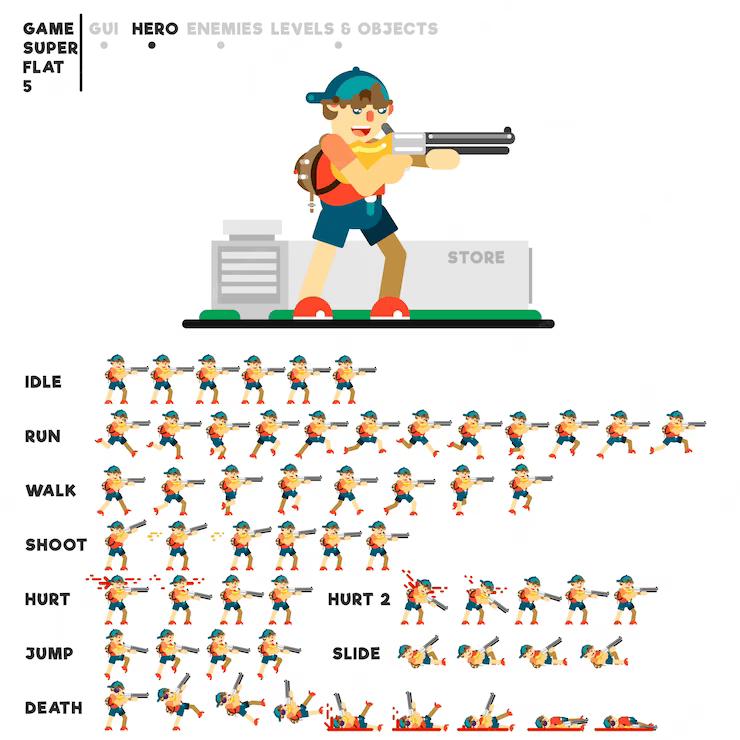 GAME
SUPER
FLAT
5
GUI HERO ENEMIES LEVELS & OBJECTS
STORE
IDLE
RUN
WALK
SHOOT
HURT
HURT 2
JUMP
SLIDE
DEATH